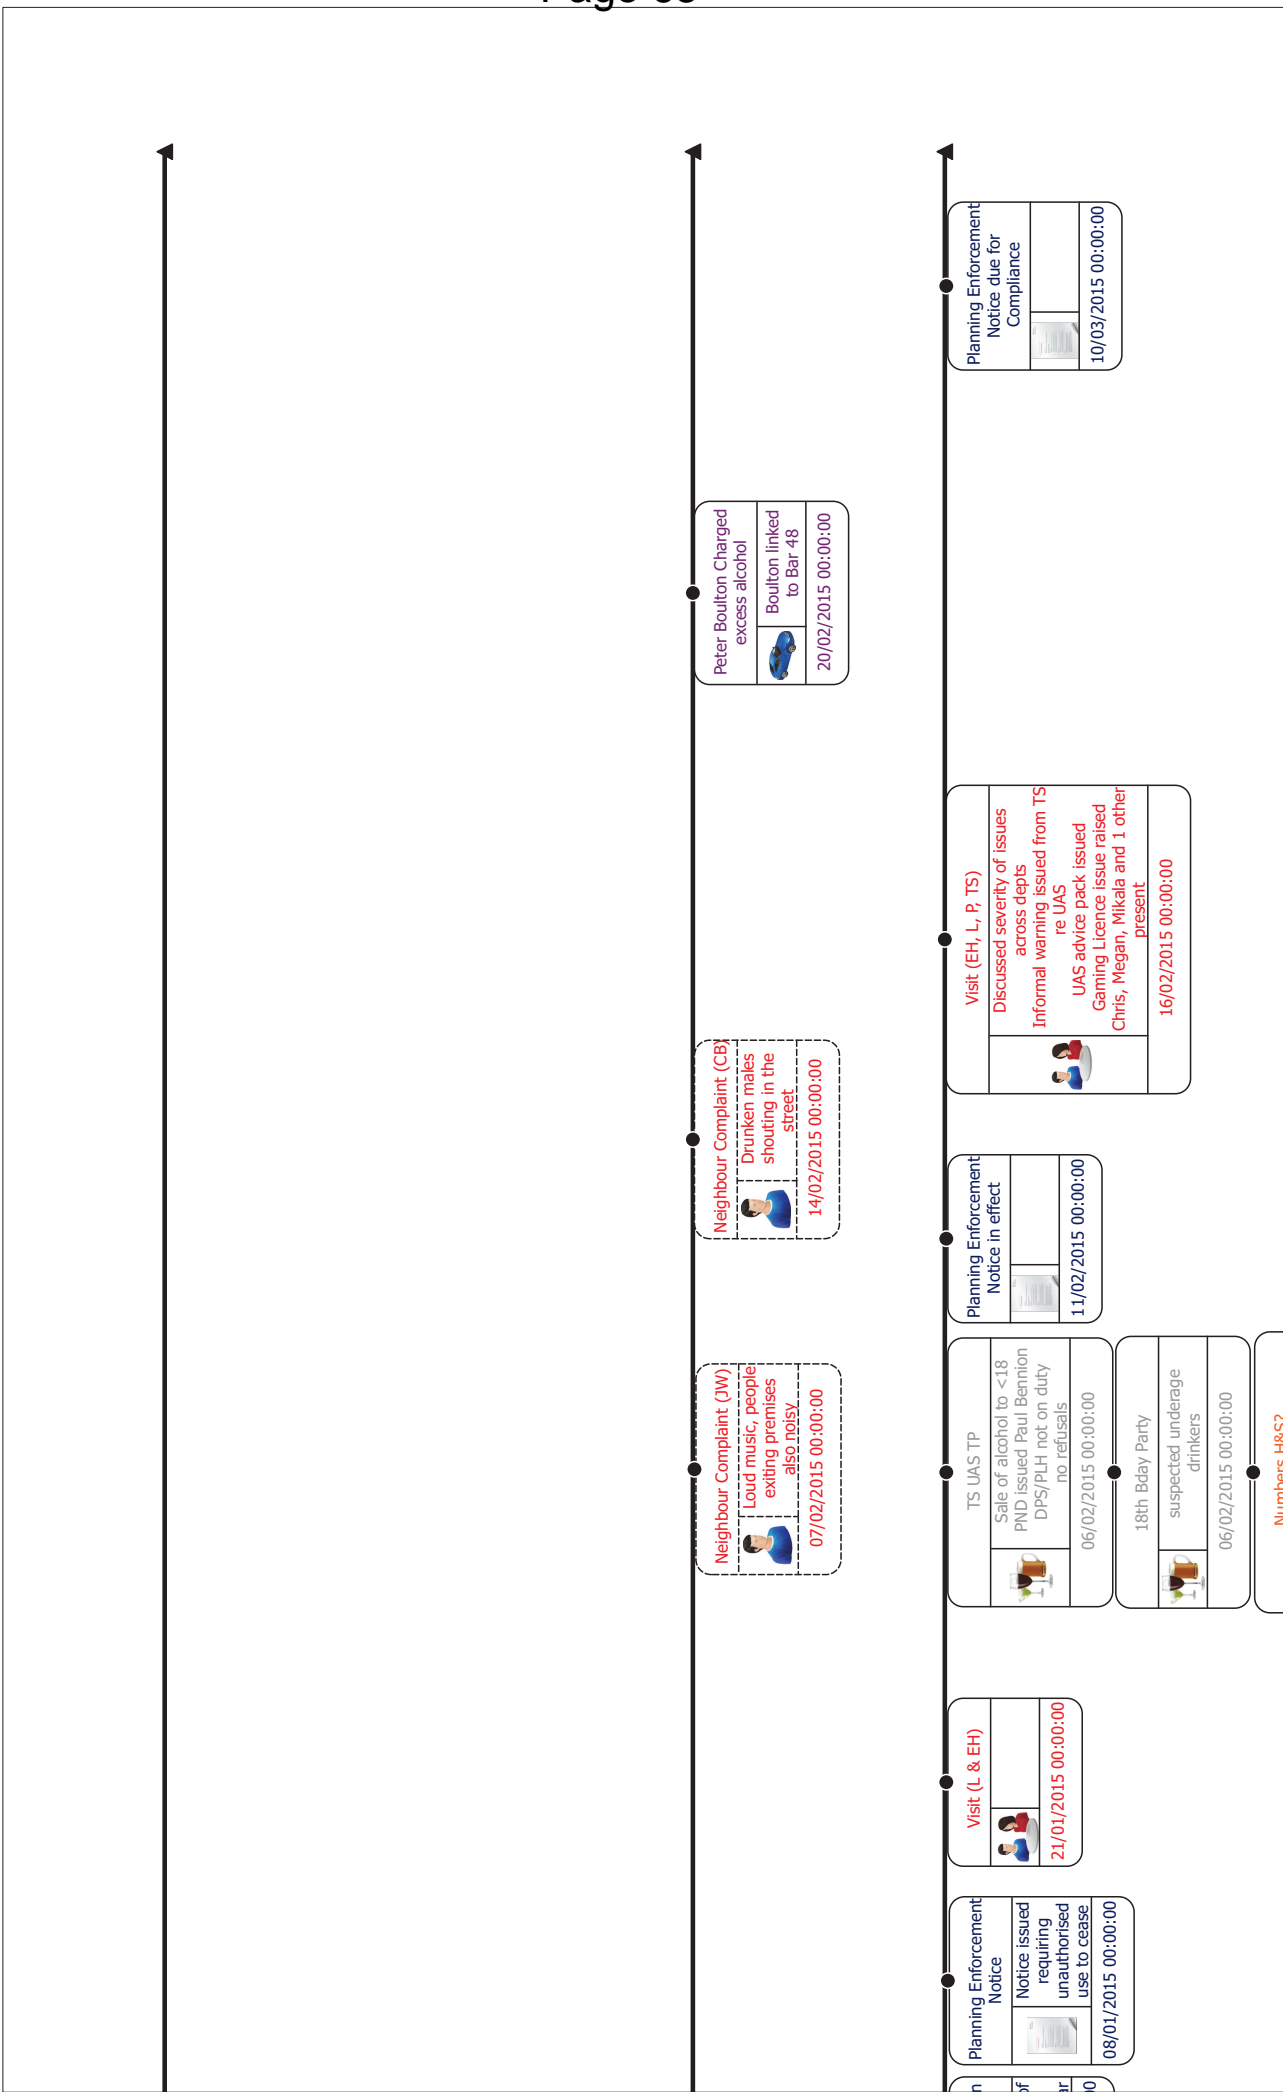 Planning Enforcement
Notice
Notice issued
requiring
unauthorised
use to cease
08/01/2015 00:00:00
Visit (L & EH)
21/01/2015 00:00:00
Neighbour Complaint (JW)
Loud music, people
exiting premises
also noisy
07/02/2015 00:00:00
TS UAS TP
Sale of alcohol to <18
PND issued Paul Bennion
DPS/PLH not on duty
no refusals
06/02/2015 00:00:00
18th Bday Party
suspected underage
drinkers
06/02/2015 00:00:00
Numbers H&S?
Planning Enforcement
Notice in effect
11/02/2015 00:00:00
Neighbour Complaint (CB)
Drunken males
shouting in the
street
14/02/2015 00:00:00
Visit (EH, L, P, TS)
Discussed severity of issues
across depts
Informal warning issued from TS
re UAS
UAS advice pack issued
Gaming Licence issue raised
Chris, Megan, Mikala and 1 other
present
16/02/2015 00:00:00
Peter Boulton Charged
excess alcohol
Boulton linked
to Bar 48
20/02/2015 00:00:00
Planning Enforcement
Notice due for
Compliance
10/03/2015 00:00:00